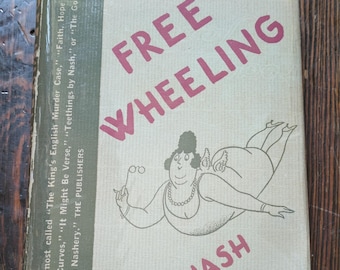 FREE
WHEELING
NASH
most called "The King's English Murder Case," "Faith, Hope
Curves," "It Might Be Verse," "Teethings by Nash," or "The Go
Nashery." THE PUBLISHERS